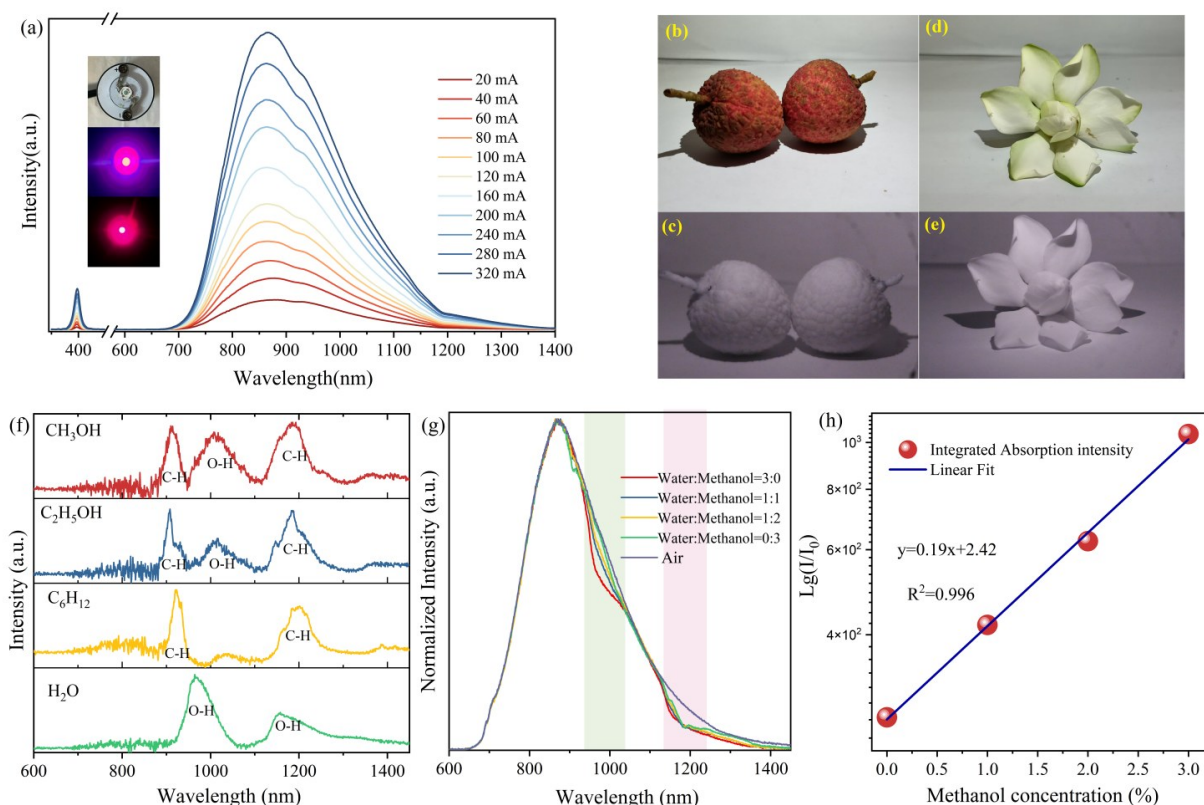 (a)
Intensity(a.u.)
20 mA
40 mA
60 mA
80 mA
100 mA
120 mA
160 mA
200 mA
240 mA
280 mA
320 mA
400 600 700 800 900 1000 1100 1200 1300 1400
Wavelength(nm)
(b)
(d)
(c)
(e)
(f)
Intensity (a.u.)
CH₃OH
C-H
O-H
C-H
C₂H₅OH
C-H
O-H
C-H
C₆H₁₂
C-H
C-H
H₂O
O-H
O-H
600 800 1000 1200 1400
Wavelength (nm)
(g)
Normalized Intensity (a.u.)
Water:Methanol=3:0
Water:Methanol=1:1
Water:Methanol=1:2
Water:Methanol=0:3
Air
600 800 1000 1200 1400
Wavelength (nm)
(h)
Lg(I/I₀)
10³
8×10²
6×10²
4×10²
Integrated Absorption intensity
Linear Fit
y=0.19x+2.42
R²=0.996
0.0 0.5 1.0 1.5 2.0 2.5 3.0
Methanol concentration (%)